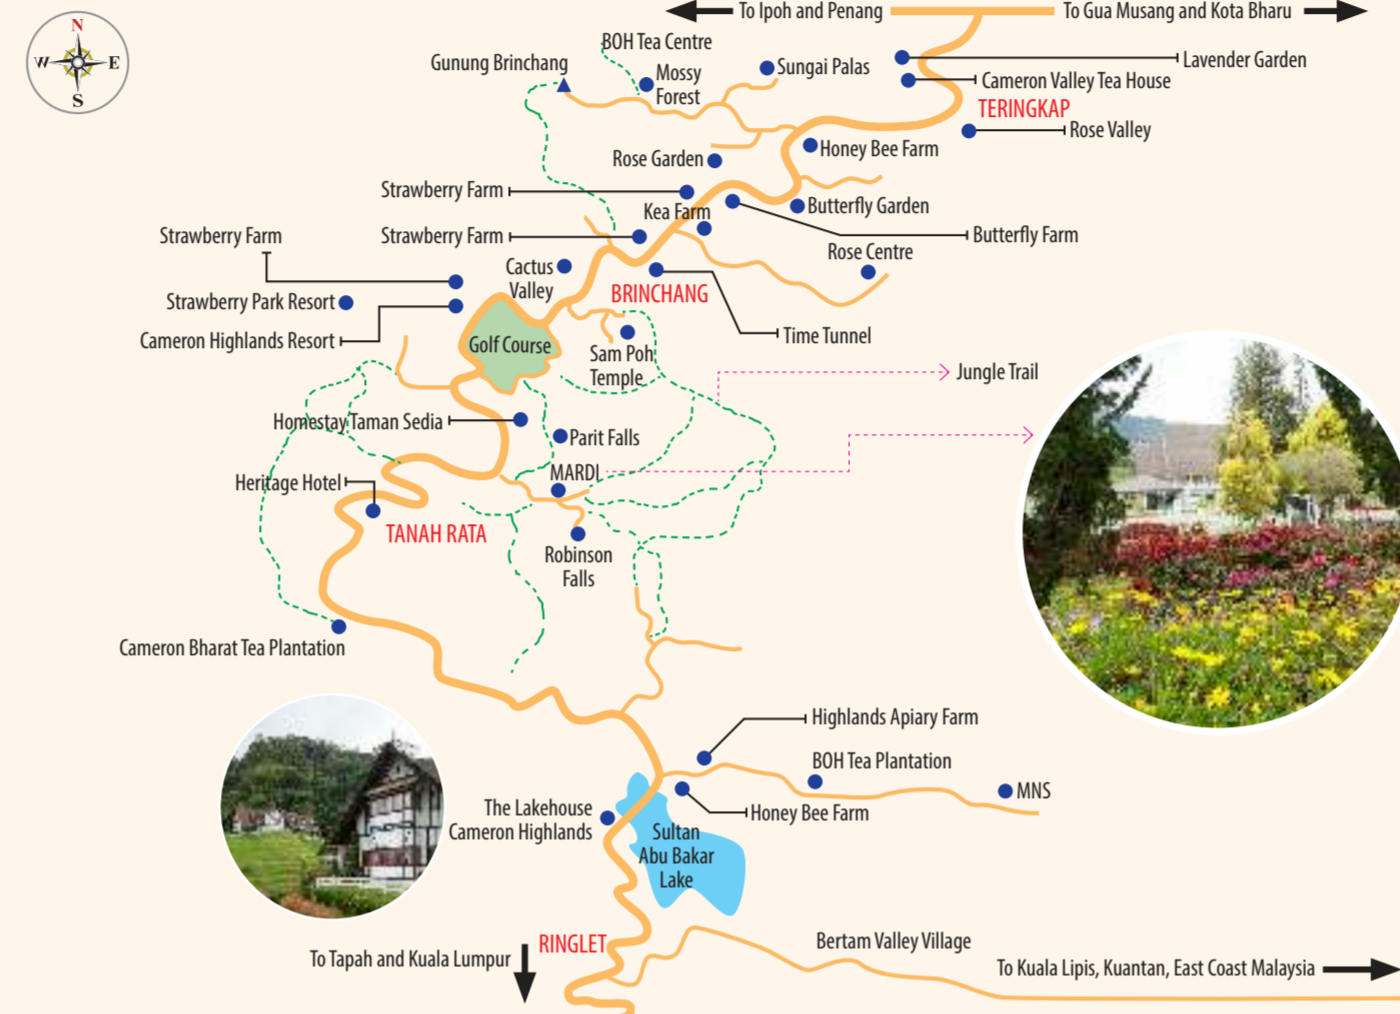 To Ipoh and Penang
To Gua Musang and Kota Bharu
N
W
E
S
BOH Tea Centre
Gunung Brinchang
Mossy
Forest
Sungai Palas
Lavender Garden
Cameron Valley Tea House
TERINGKAP
Rose Valley
Honey Bee Farm
Rose Garden
Strawberry Farm
Kea Farm
Butterfly Garden
Strawberry Farm
Strawberry Farm
Butterfly Farm
Rose Centre
Cactus
Valley
BRINCHANG
Strawberry Park Resort
Cameron Highlands Resort
Golf Course
Time Tunnel
Sam Poh
Temple
Jungle Trail
Homestay Taman Sedia
Parit Falls
MARDI
Heritage Hotel
TANAH RATA
Robinson
Falls
Cameron Bharat Tea Plantation
Highlands Apiary Farm
BOH Tea Plantation
MNS
Honey Bee Farm
The Lakehouse
Cameron Highlands
Sultan
Abu Bakar
Lake
RINGLET
To Tapah and Kuala Lumpur
Bertam Valley Village
To Kuala Lipis, Kuantan, East Coast Malaysia